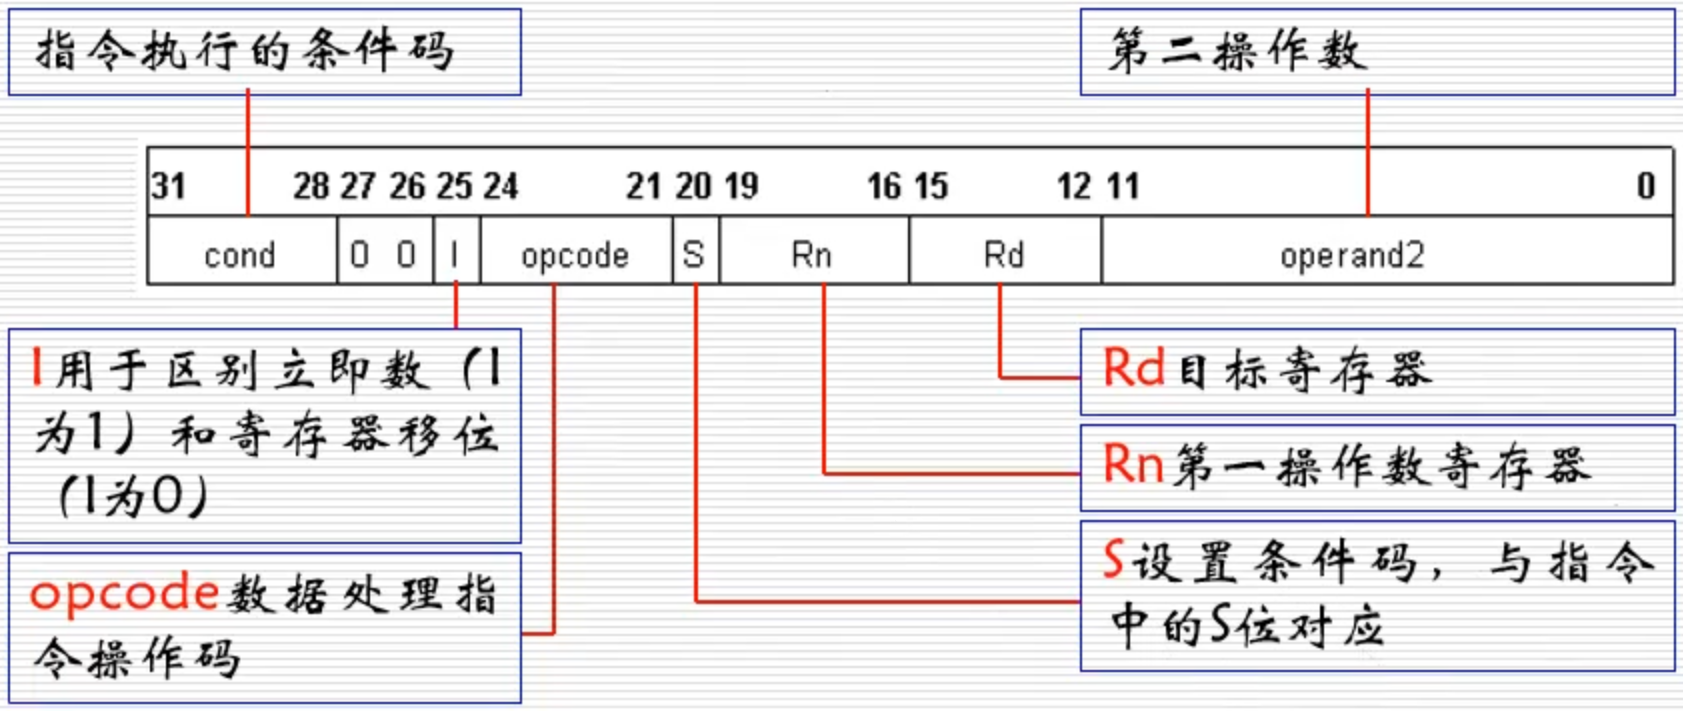 指令执行的条件码
第二操作数
31 28 27 26 25 24 21 20 19 16 15 12 11 0
cond 0 0 I opcode S Rn Rd operand2
I用于区别立即数（I
为1）和寄存器移位
（I为0）
opcode数据处理指
令操作码
Rd目标寄存器
Rn第一操作数寄存器
S设置条件码，与指令
中的S位对应